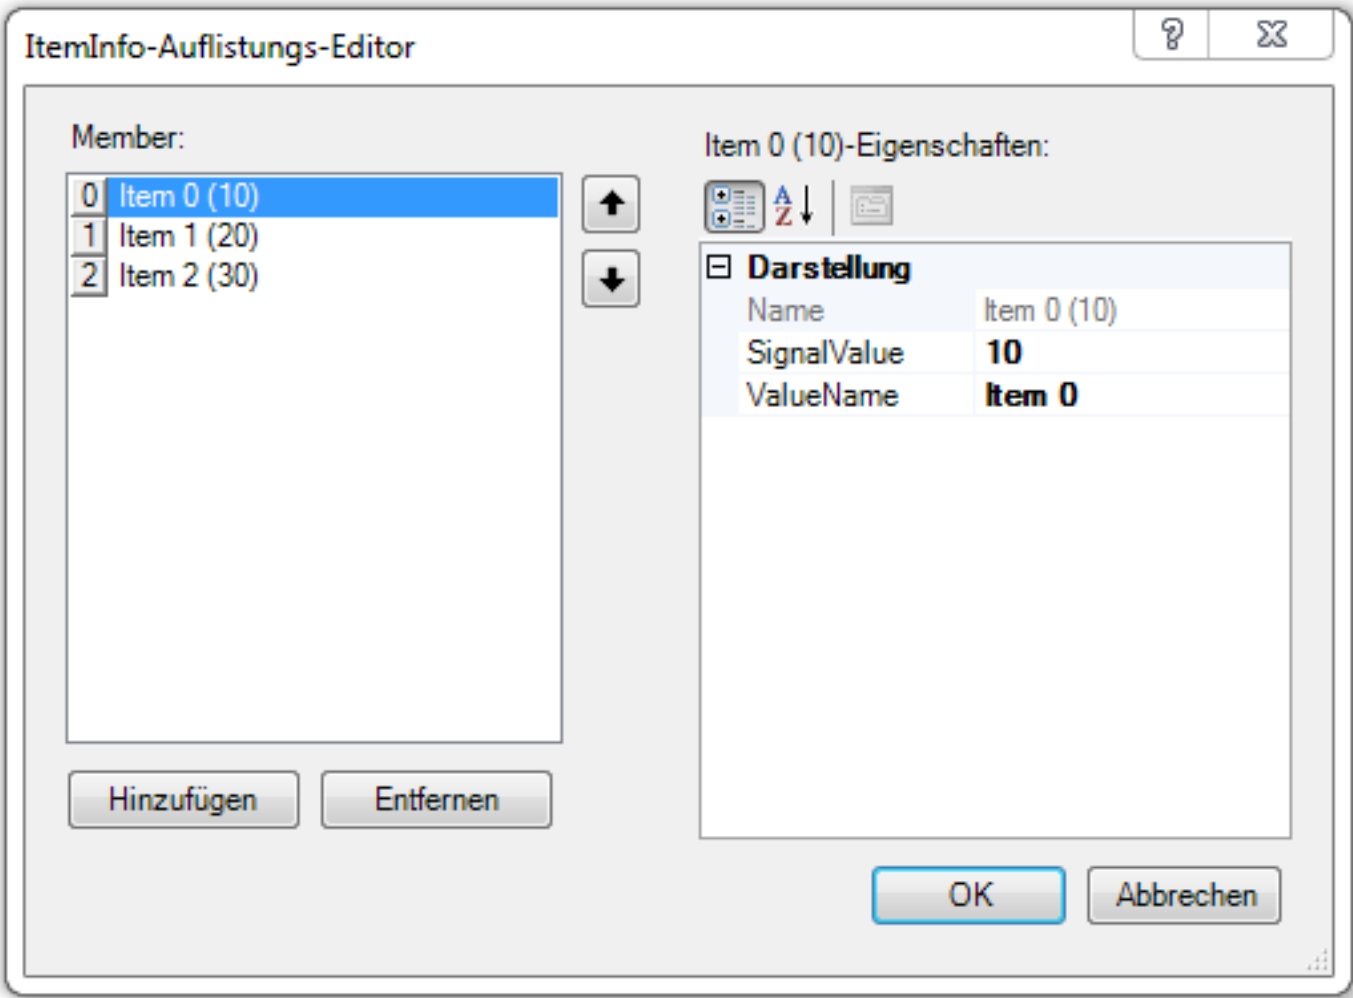 ItemInfo-Auflistungs-Editor
Member:
0 Item 0 (10)
1 Item 1 (20)
2 Item 2 (30)
Hinzufügen Entfernen
Item 0 (10)-Eigenschaften:
A
Z
Darstellung
Name Item 0 (10)
SignalValue 10
ValueName Item 0
OK Abbrechen